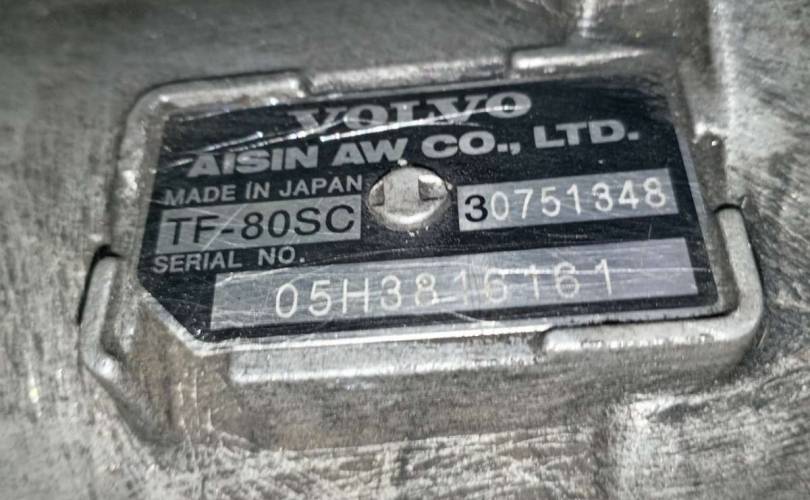 VOLVO
AISIN AW CO., LTD.
MADE IN JAPAN
TF-80SC
30751348
SERIAL NO.
05H3816161